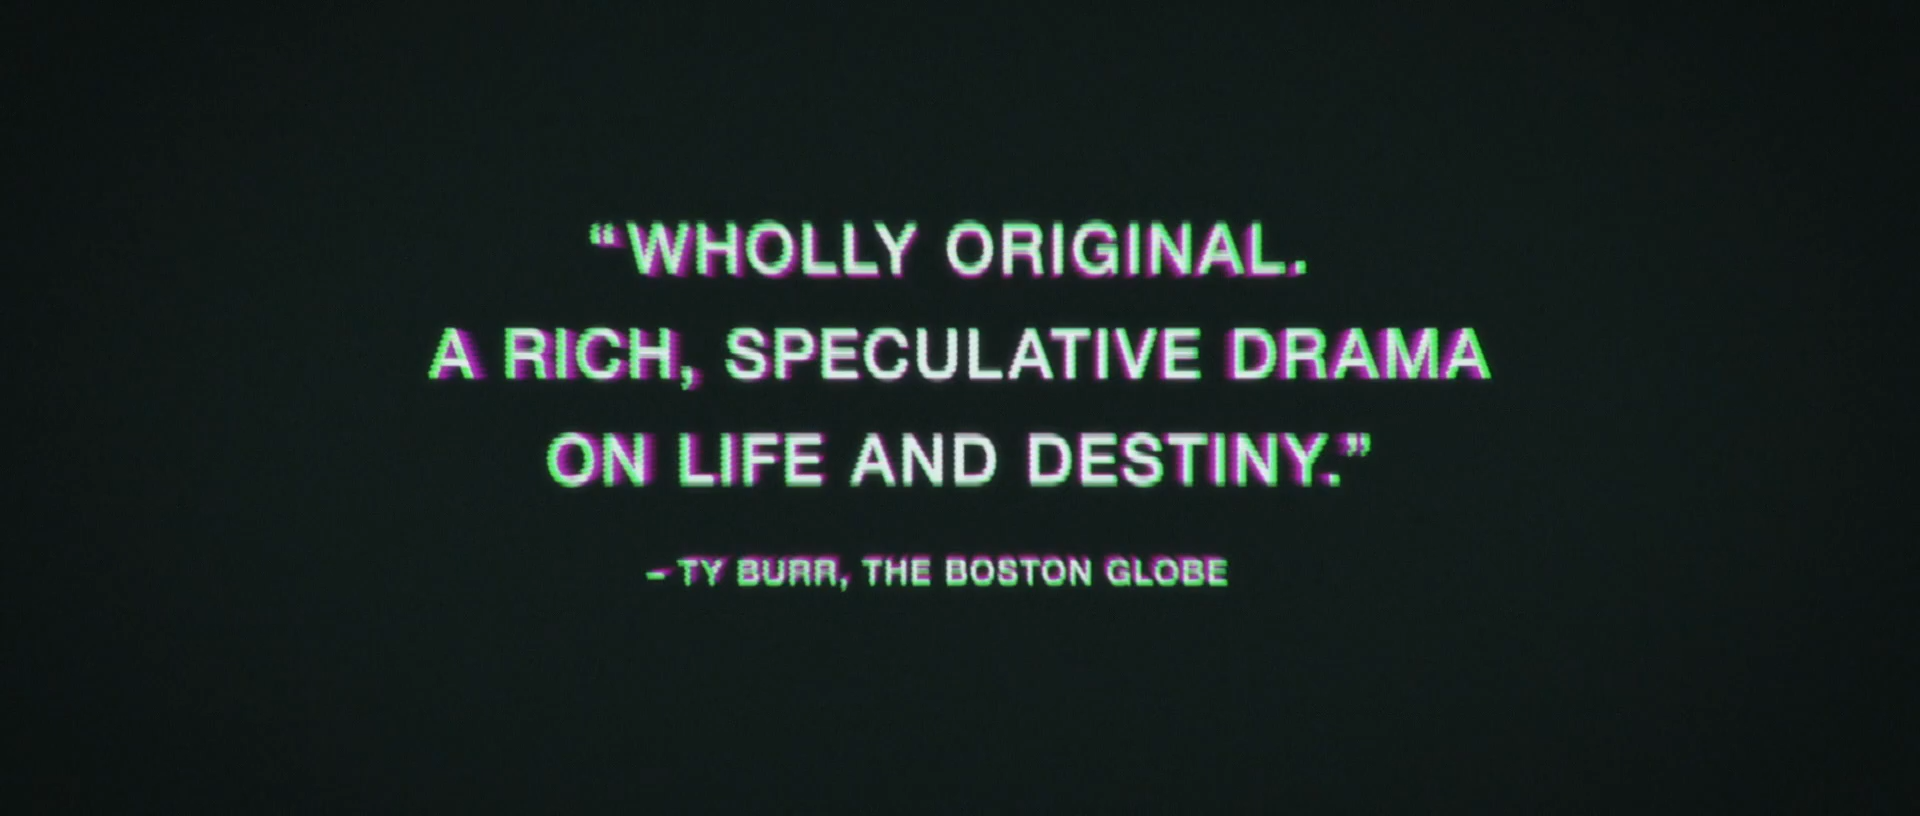 “WHOLLY ORIGINAL.
A RICH, SPECULATIVE DRAMA
ON LIFE AND DESTINY.”
– TY BURR, THE BOSTON GLOBE